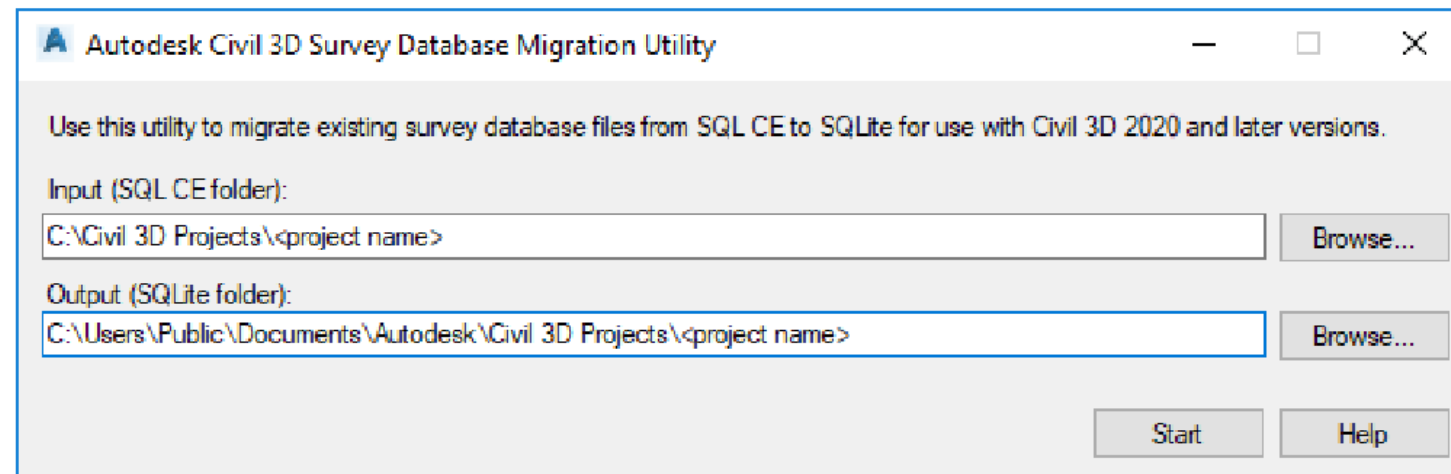 Autodesk Civil 3D Survey Database Migration Utility
Use this utility to migrate existing survey database files from SQL CE to SQLite for use with Civil 3D 2020 and later versions.
Input (SQL CE folder):
C:\Civil 3D Projects\<project name>
Browse...
Output (SQLite folder):
C:\Users\Public\Documents\Autodesk\Civil 3D Projects\<project name>
Browse...
Start
Help